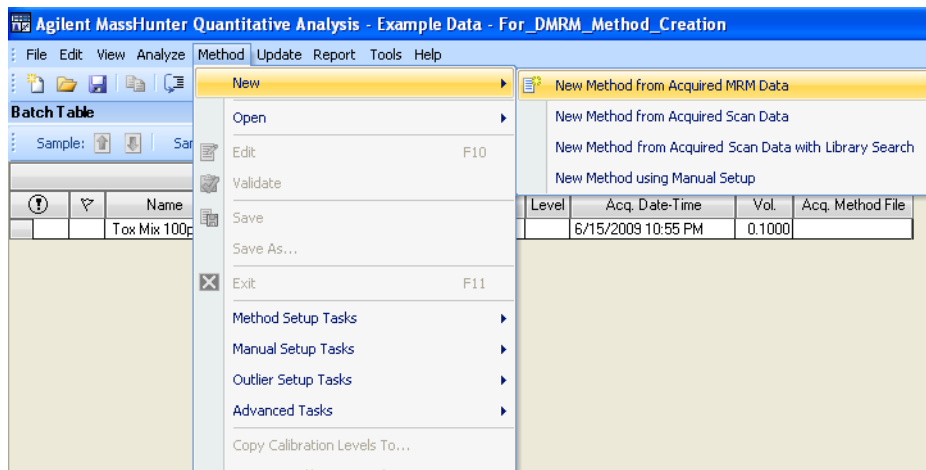 Agilent MassHunter Quantitative Analysis - Example Data - For_DMRM_Method_Creation
File Edit View Analyze Method Update Report Tools Help
New
New Method from Acquired MRM Data
Batch Table
Open
New Method from Acquired Scan Data
Sample:
Edit F10
New Method from Acquired Scan Data with Library Search
Validate
New Method using Manual Setup
Name
Level Acq. Date-Time Vol. Acq. Method File
Save
Tox Mix 100p
6/15/2009 10:55 PM 0.1000
Save As...
Exit F11
Method Setup Tasks
Manual Setup Tasks
Outlier Setup Tasks
Advanced Tasks
Copy Calibration Levels To...